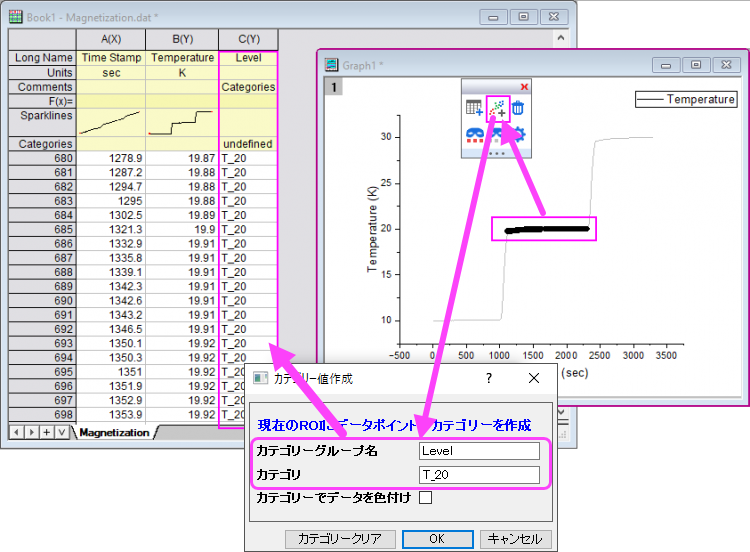 Book1 - Magnetization.dat *
A(X) B(Y) C(Y)
Long Name Time Stamp Temperature Level
Units sec K
Comments Categories
F(x)=
Sparklines
Categories undefined
680 1278.9 19.87 T_20
681 1287.2 19.88 T_20
682 1294.7 19.88 T_20
683 1295 19.88 T_20
684 1302.5 19.89 T_20
685 1321.3 19.9 T_20
686 1332.9 19.91 T_20
687 1335.8 19.91 T_20
688 1339.1 19.91 T_20
689 1342.3 19.91 T_20
690 1342.6 19.91 T_20
691 1343.2 19.91 T_20
692 1346.5 19.91 T_20
693 1350.1 19.92 T_20
694 1350.3 19.92 T_20
695 1351 19.92 T_20
696 1351.9 19.92 T_20
697 1352.9 19.92 T_20
698 1353.9 19.92 T_20
Magnetization
Graph1 *
1
Temperature
30
25
20
15
10
Temperature (K)
-500 0 500 1000 1500 2000 2500 3000 3500
(sec)
カテゴリー値作成
? ×
現在のROI データポイント カテゴリーを作成
カテゴリーグループ名 Level
カテゴリ T_20
カテゴリーでデータを色付け
カテゴリークリア OK キャンセル